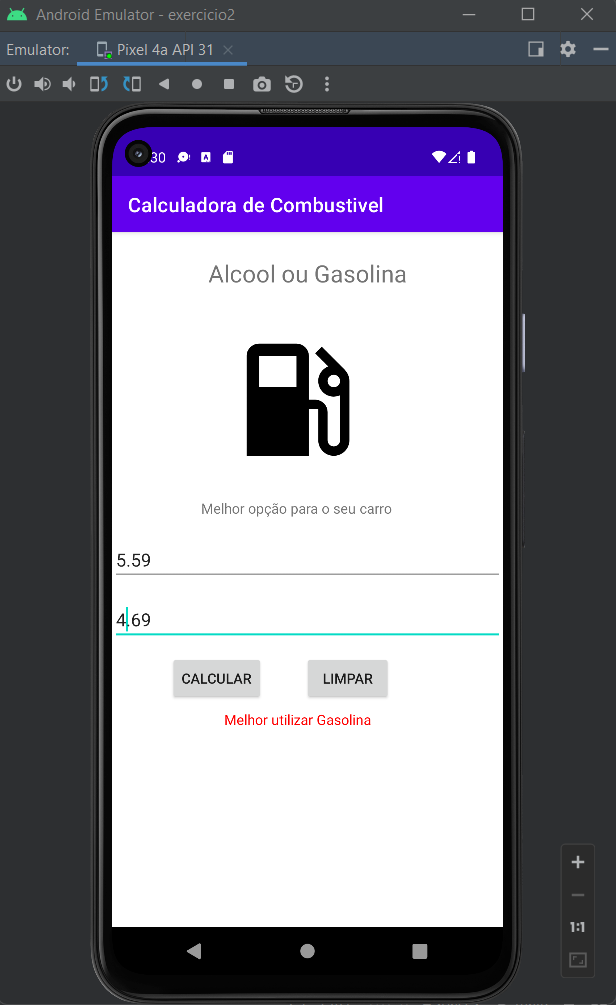 Android Emulator - exercicio2
Emulator: Pixel 4a API 31
30
Calculadora de Combustivel
Alcool ou Gasolina
Melhor opção para o seu carro
5.59
4.69
CALCULAR LIMPAR
Melhor utilizar Gasolina
1:1